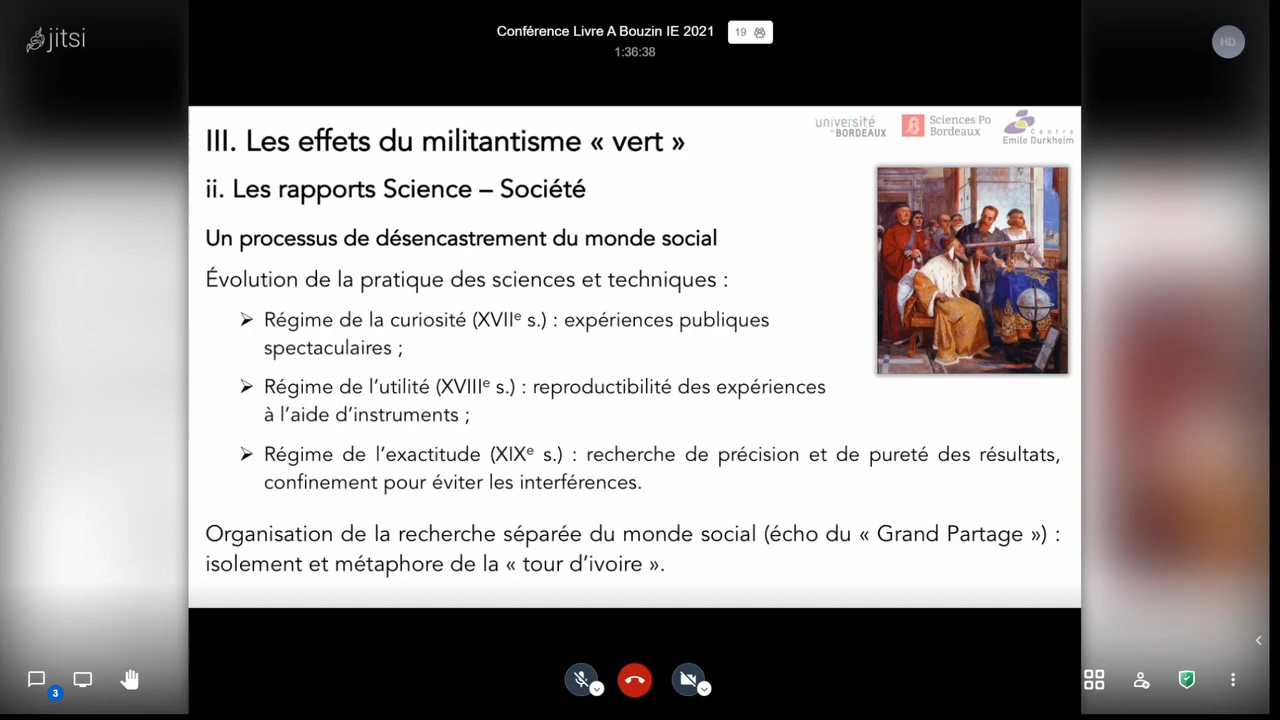 jitsi
Conférence Livre A Bouzin IE 2021
19
1:36:38
HD
III. Les effets du militantisme « vert »
université
de BORDEAUX
Sciences Po
Bordeaux
Centre
Emile Durkheim
ii. Les rapports Science – Société
Un processus de désencastrement du monde social
Évolution de la pratique des sciences et techniques :
➢ Régime de la curiosité (XVIIe s.) : expériences publiques
spectaculaires ;
➢ Régime de l’utilité (XVIIIe s.) : reproductibilité des expériences
à l’aide d’instruments ;
➢ Régime de l’exactitude (XIXe s.) : recherche de précision et de pureté des résultats,
confinement pour éviter les interférences.
Organisation de la recherche séparée du monde social (écho du « Grand Partage ») :
isolement et métaphore de la « tour d’ivoire ».
3